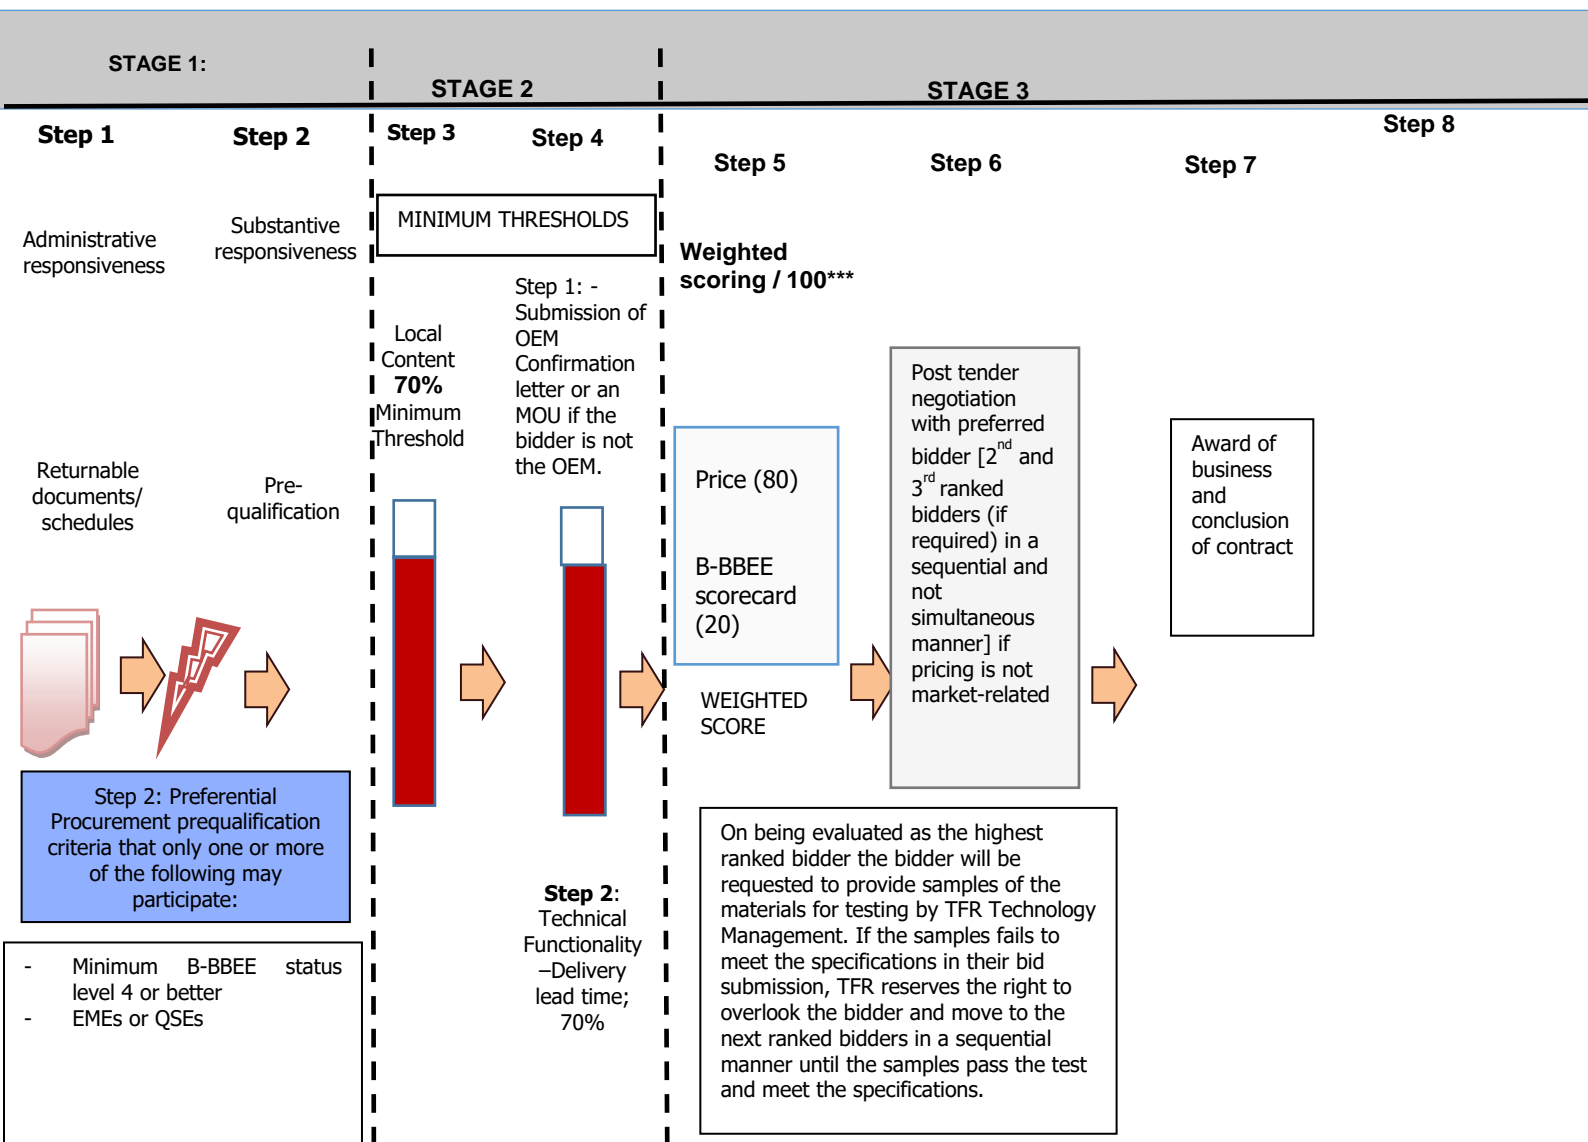 STAGE 1:
STAGE 2
STAGE 3
Step 1
Step 2
Step 3
Step 4
Step 5
Step 6
Step 7
Step 8
Administrative
responsiveness
Substantive
responsiveness
MINIMUM THRESHOLDS
Weighted
scoring / 100***
Returnable
documents/
schedules
Pre-
qualification
Local
Content
70%
Minimum
Threshold
Step 1: -
Submission of
OEM
Confirmation
letter or an
MOU if the
bidder is not
the OEM.
Price (80)
B-BBEE
scorecard
(20)
WEIGHTED
SCORE
Post tender
negotiation
with preferred
bidder [2nd and
3rd ranked
bidders (if
required) in a
sequential and
not
simultaneous
manner] if
pricing is not
market-related
Award of
business
and
conclusion
of contract
Step 2: Preferential
Procurement prequalification
criteria that only one or more
of the following may
participate:
- Minimum B-BBEE status
level 4 or better
- EMEs or QSEs
Step 2:
Technical
Functionality
–Delivery
lead time;
70%
On being evaluated as the highest
ranked bidder the bidder will be
requested to provide samples of the
materials for testing by TFR Technology
Management. If the samples fails to
meet the specifications in their bid
submission, TFR reserves the right to
overlook the bidder and move to the
next ranked bidders in a sequential
manner until the samples pass the test
and meet the specifications.